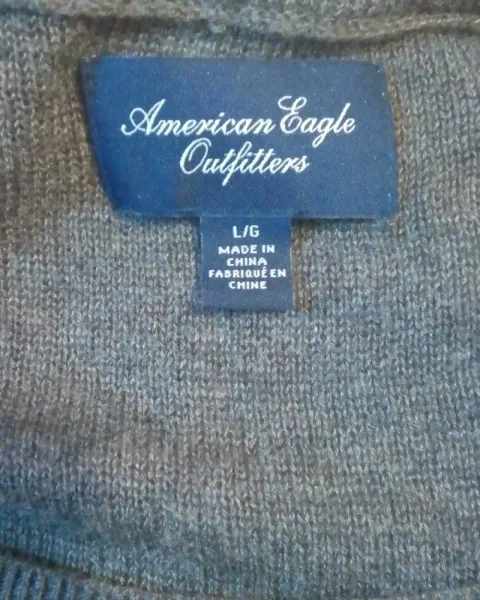 American Eagle
Outfitters
L/G
MADE IN
CHINA
FABRIQUÉ EN
CHINE